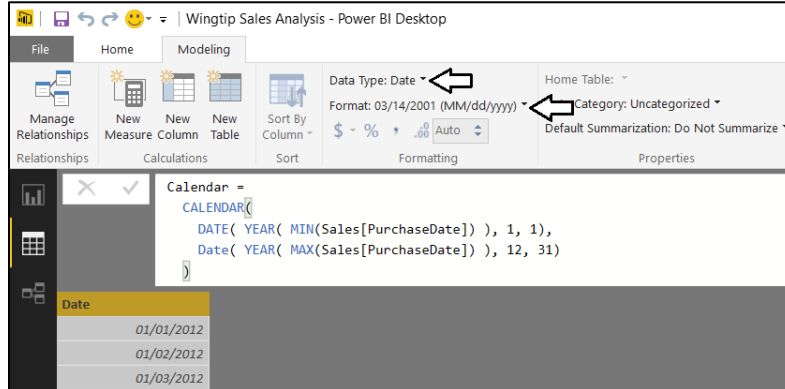 Wingtip Sales Analysis - Power BI Desktop
File Home Modeling
Manage Relationships
New Measure
New Column
New Table
Sort By Column
Data Type: Date
Format: 03/14/2001 (MM/dd/yyyy)
$ % , .00 Auto
Home Table:
Category: Uncategorized
Default Summarization: Do Not Summarize
Relationships Calculations Sort Formatting Properties
Calendar =
CALENDAR(
DATE( YEAR( MIN(Sales[PurchaseDate]) ), 1, 1),
Date( YEAR( MAX(Sales[PurchaseDate]) ), 12, 31)
)
Date
01/01/2012
01/02/2012
01/03/2012